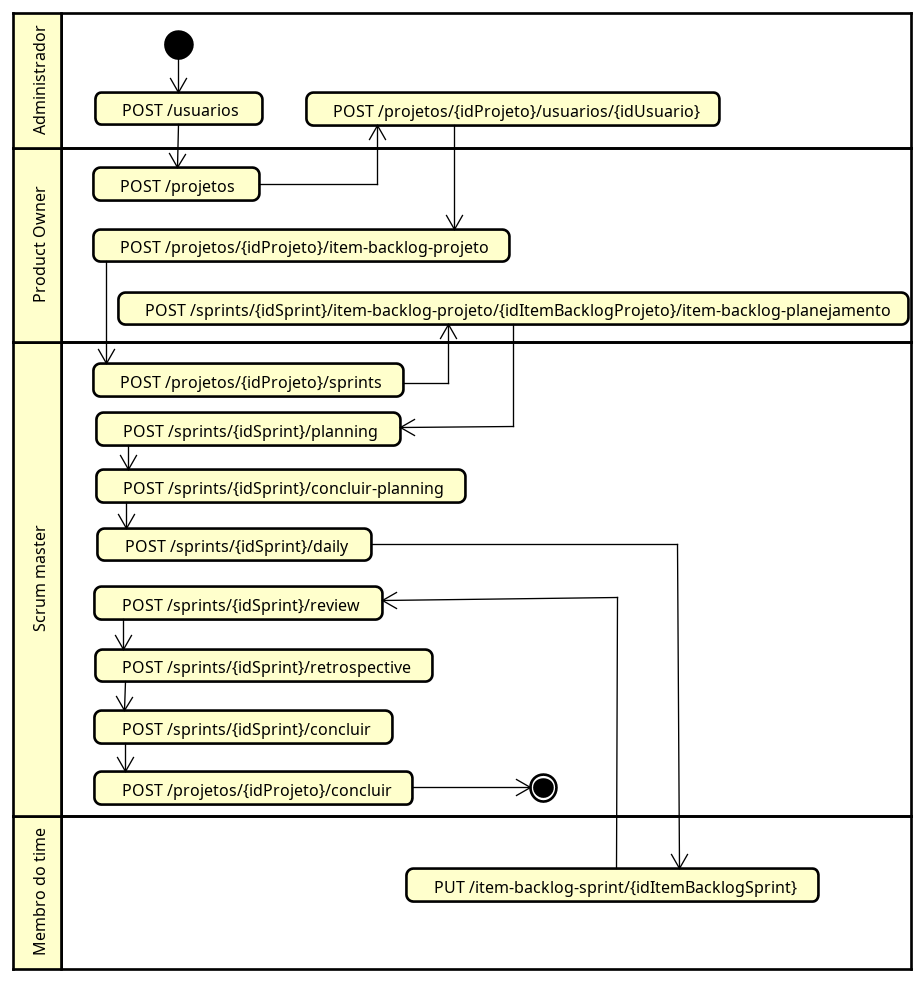 Administrador
POST /usuarios
POST /projetos/{idProjeto}/usuarios/{idUsuario}
Product Owner
POST /projetos
POST /projetos/{idProjeto}/item-backlog-projeto
POST /sprints/{idSprint}/item-backlog-projeto/{idItemBacklogProjeto}/item-backlog-planejamento
Scrum master
POST /projetos/{idProjeto}/sprints
POST /sprints/{idSprint}/planning
POST /sprints/{idSprint}/concluir-planning
POST /sprints/{idSprint}/daily
POST /sprints/{idSprint}/review
POST /sprints/{idSprint}/retrospective
POST /sprints/{idSprint}/concluir
POST /projetos/{idProjeto}/concluir
Membro do time
PUT /item-backlog-sprint/{idItemBacklogSprint}